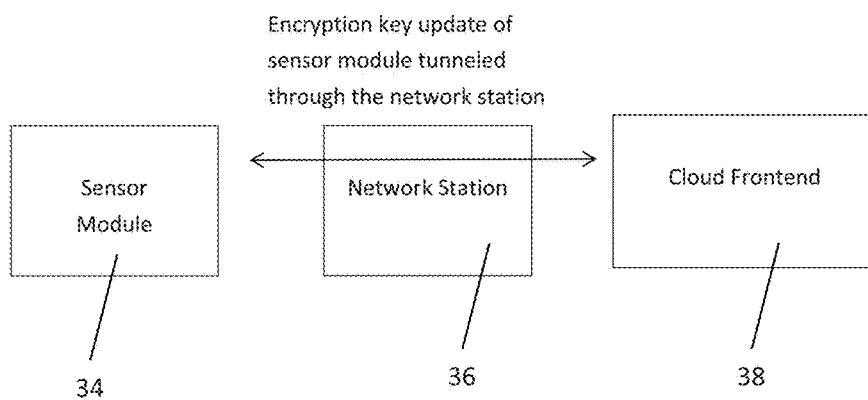 Encryption key update of
sensor module tunneled
through the network station
Sensor
Module
Network Station
Cloud Frontend
34
36
38